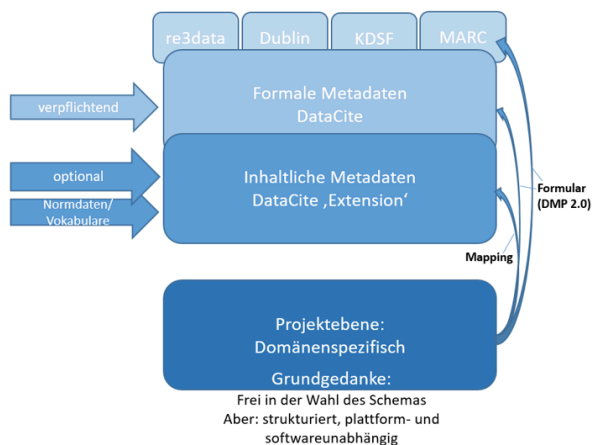 re3data
Dublin
KDSF
MARC
Formale Metadaten
DataCite
verpflichtend
Inhaltliche Metadaten
DataCite ‚Extension‘
optional
Normdaten/
Vokabulare
Formular
(DMP 2.0)
Mapping
Projektebene:
Domänenspezifisch
Grundgedanke:
Frei in der Wahl des Schemas
Aber: strukturiert, plattform- und
softwareunabhängig